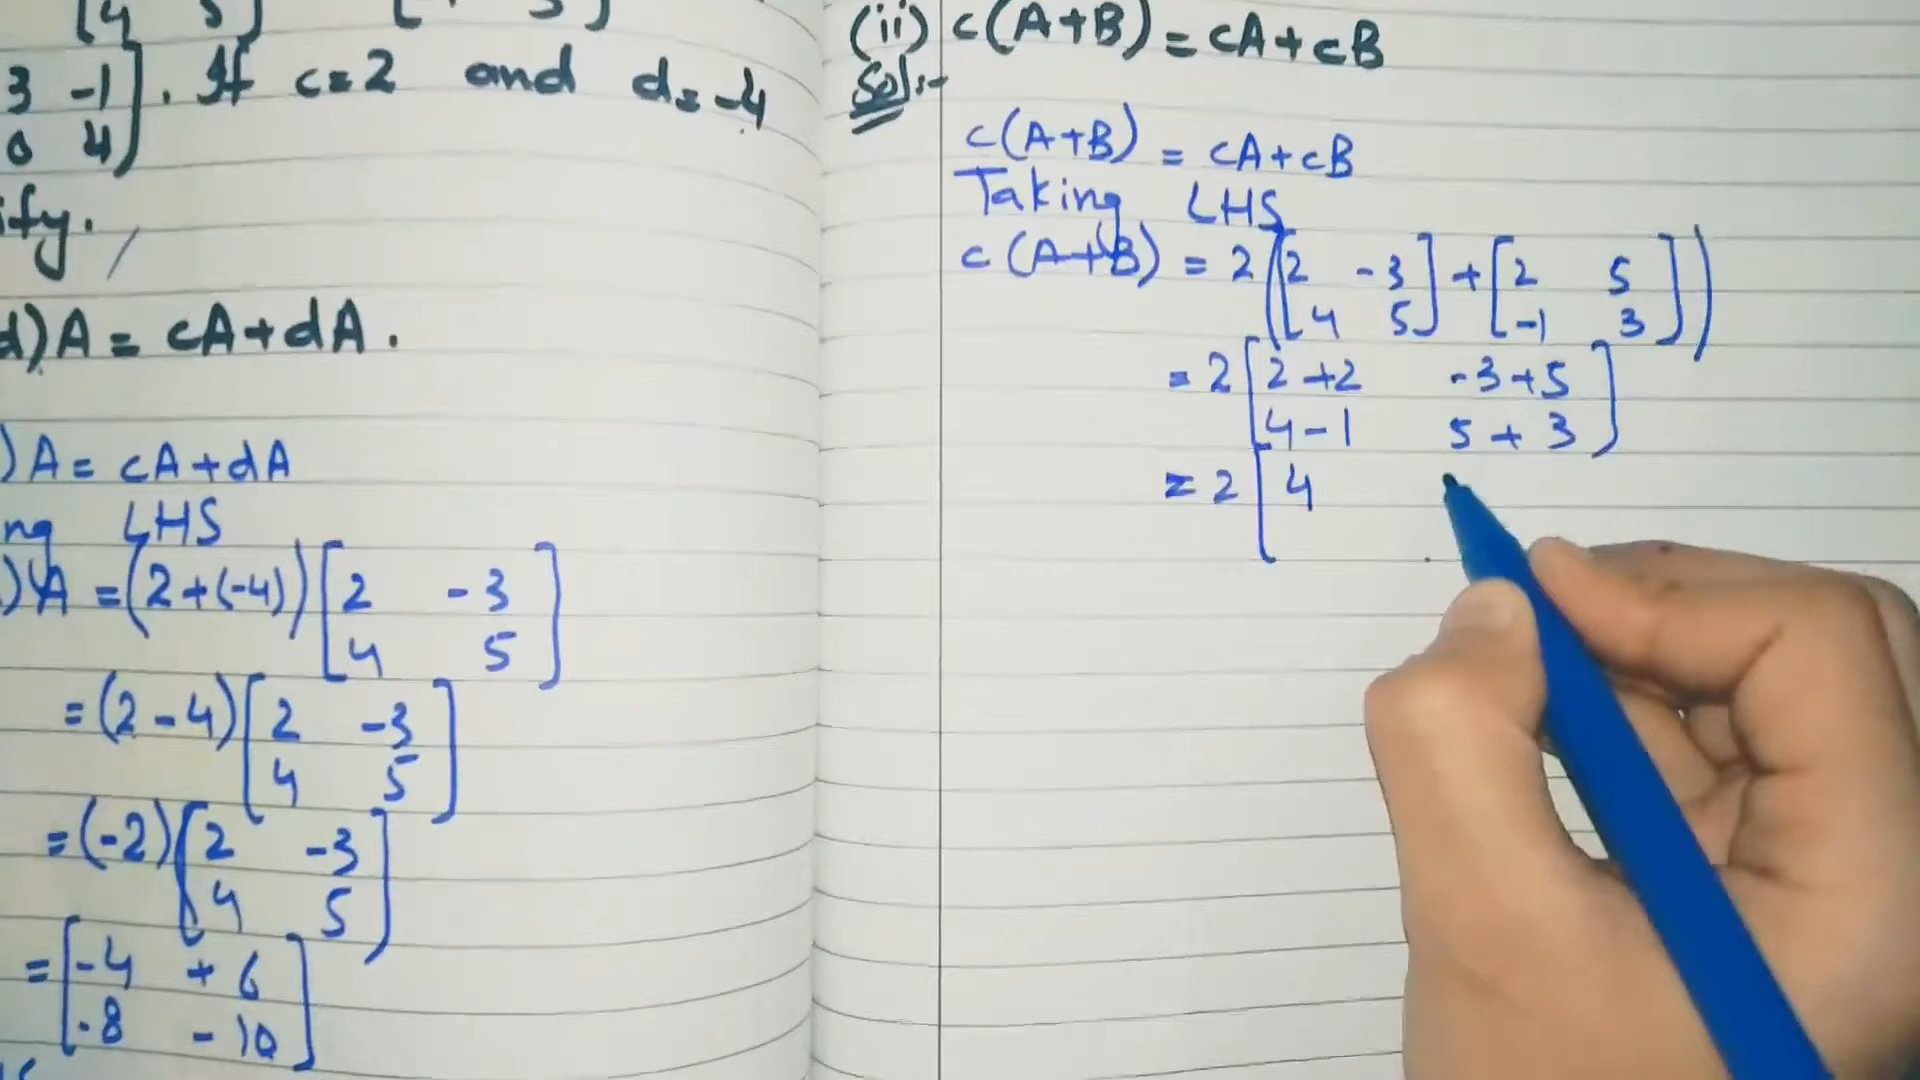 3 -1 . If c=2 and d=-4
0 4
ify.
d)A = cA+dA.
)A = cA+dA
ng LHS
)A =(2+(-4)) [2 -3
4 5]
=(2-4) [2 -3
4 5]
=(-2) [2 -3
4 5]
= [-4 +6
-8 -10]
(ii) c(A+B) = cA+cB
Sol:-
c(A+B) = cA+cB
Taking LHS
c(A+B) = 2([2 -3] + [2 5])
[4 5] [-1 3]
= 2 [2+2 -3+5
4-1 5+3]
= 2 [4